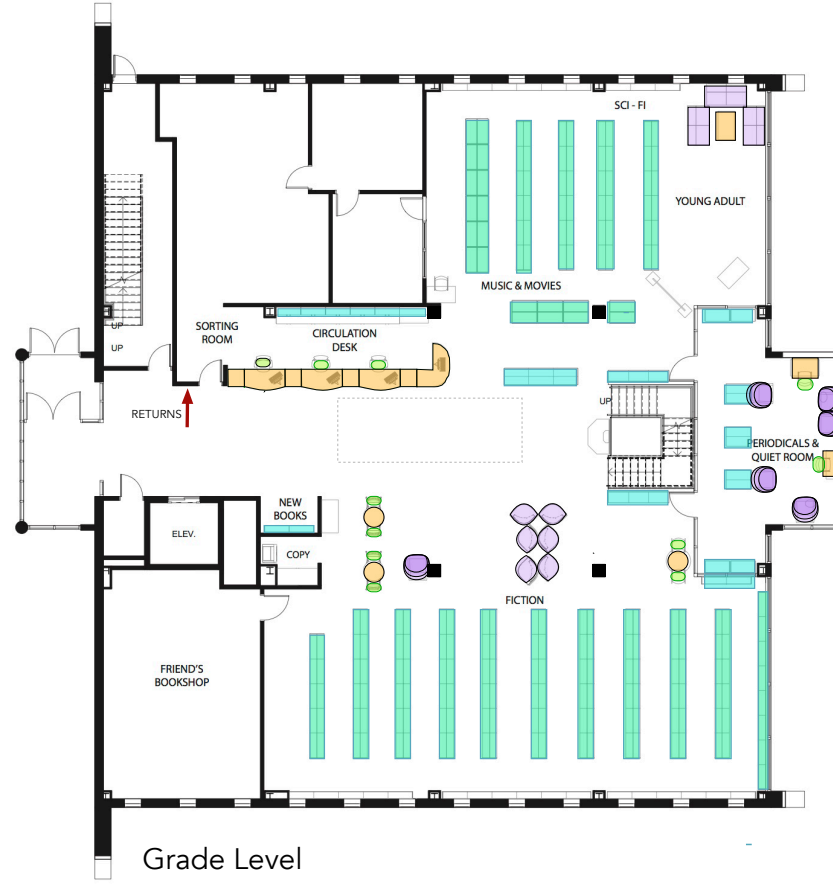 SCI - FI
YOUNG ADULT
MUSIC & MOVIES
UP
UP
SORTING
ROOM
CIRCULATION
DESK
RETURNS
UP
PERIODICALS &
QUIET ROOM
NEW
BOOKS
ELEV.
COPY
FICTION
FRIEND'S
BOOKSHOP
Grade Level